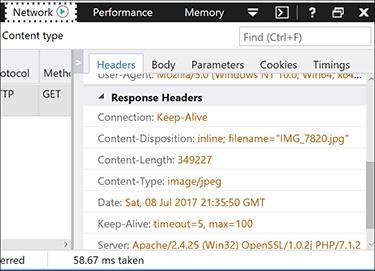 Network Performance Memory
Content type Find (Ctrl+F)
Headers Body Parameters Cookies Timings
otocol Metho
User-Agent: Mozilla/5.0 (Windows NT 10.0; Win64; x64...
TTP GET
Response Headers
Connection: Keep-Alive
Content-Disposition: inline; filename="IMG_7820.jpg"
Content-Length: 349227
Content-Type: image/jpeg
Date: Sat, 08 Jul 2017 21:35:50 GMT
Keep-Alive: timeout=5, max=100
Server: Apache/2.4.25 (Win32) OpenSSL/1.0.2j PHP/7.1.2
erred 58.67 ms taken